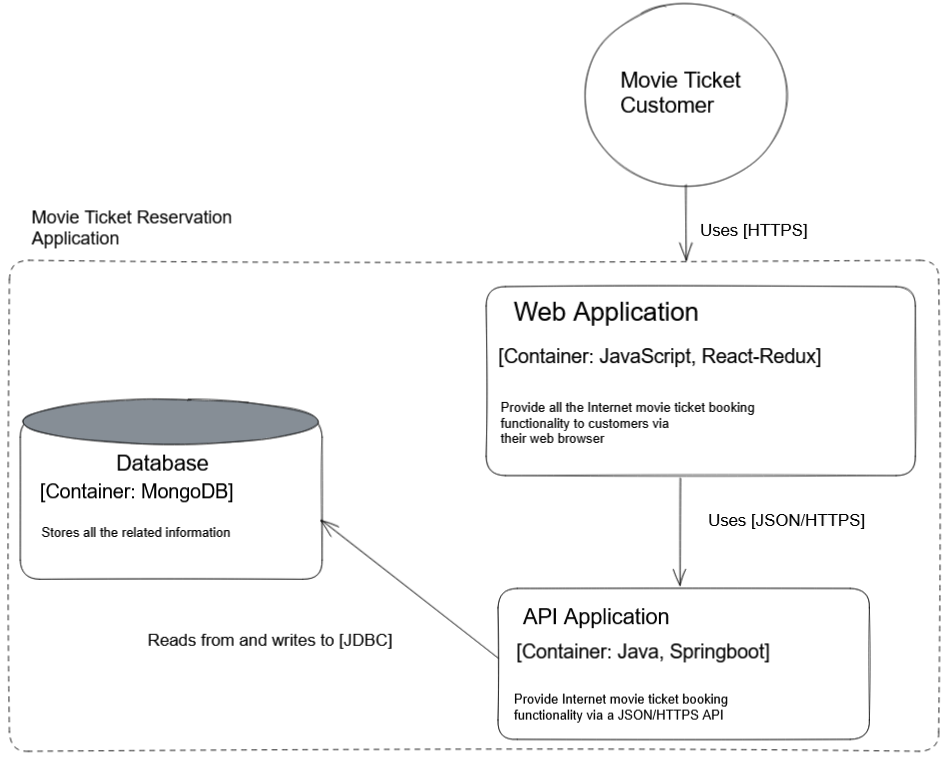 Movie Ticket
Customer
Uses [HTTPS]
Movie Ticket Reservation
Application
Web Application
[Container: JavaScript, React-Redux]
Provide all the Internet movie ticket booking
functionality to customers via
their web browser
Database
[Container: MongoDB]
Stores all the related information
Uses [JSON/HTTPS]
Reads from and writes to [JDBC]
API Application
[Container: Java, Springboot]
Provide Internet movie ticket booking
functionality via a JSON/HTTPS API